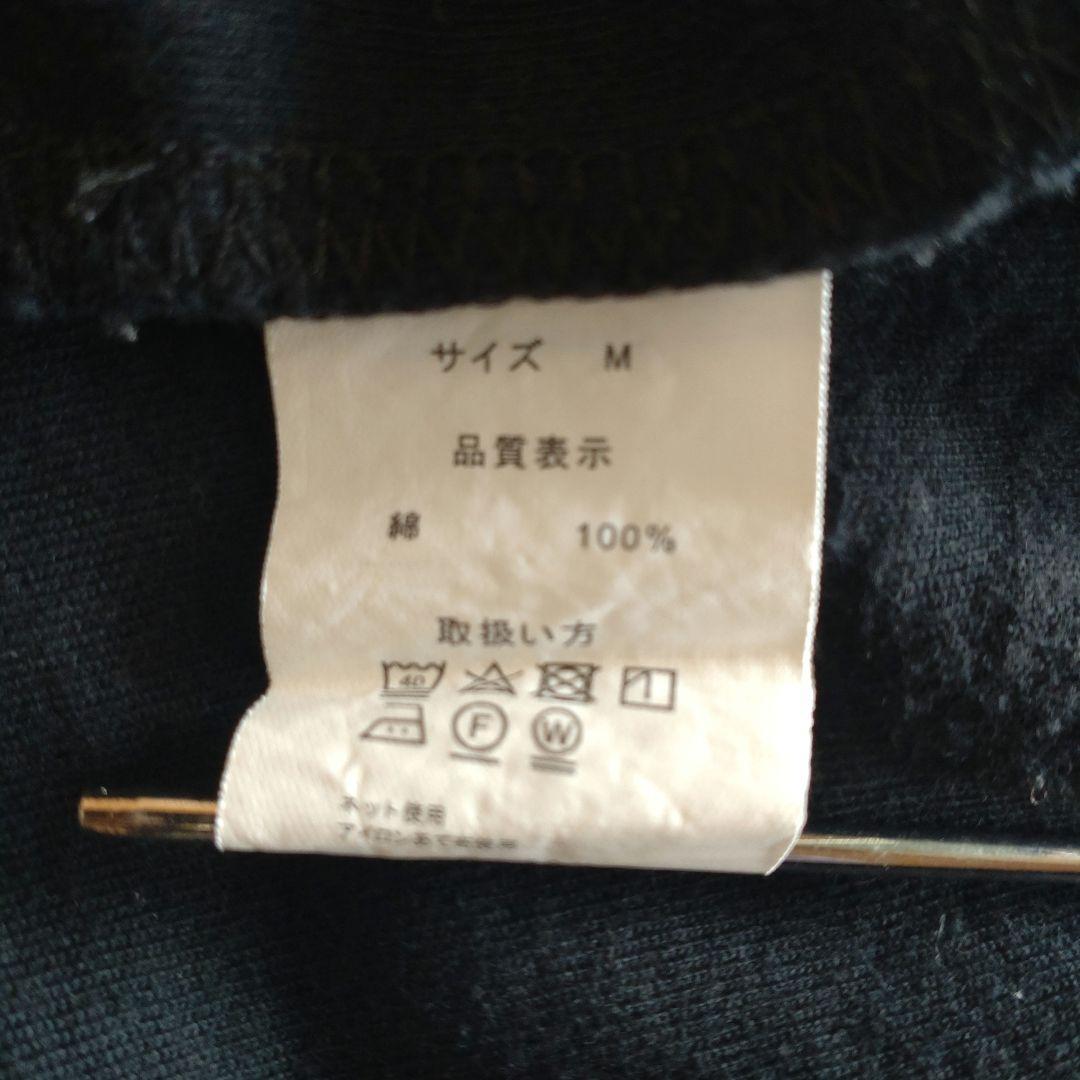 サイズ M
品質表示
綿 100%
取扱い方
40
F W
ネット使用
アイロンあて布使用